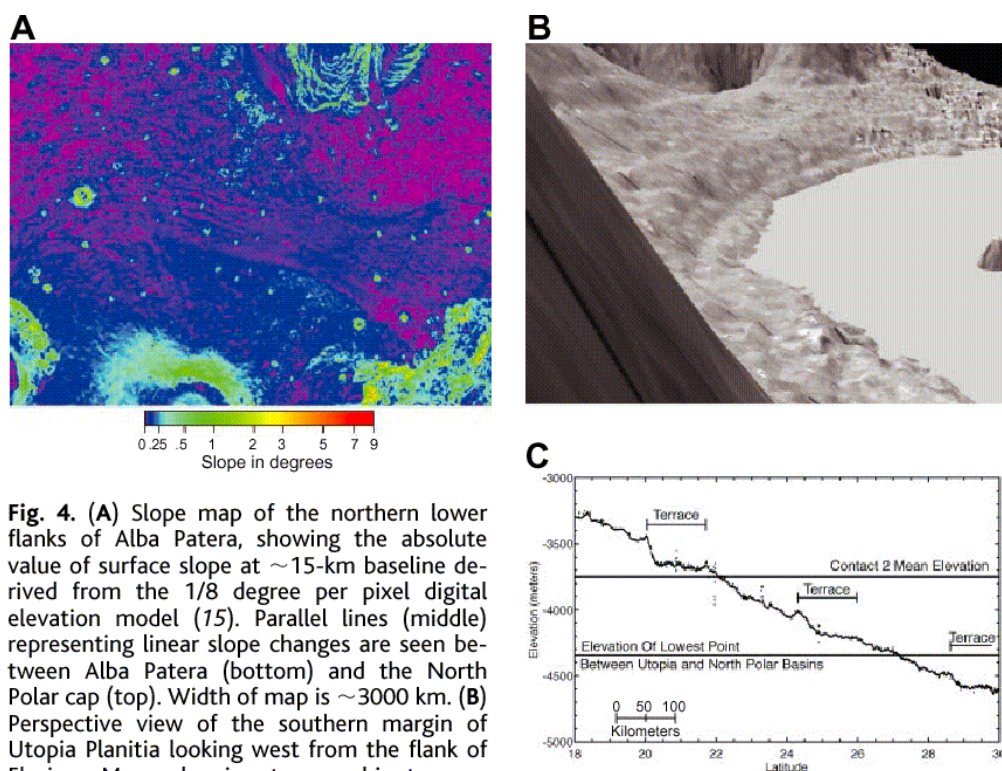 A
B
0.25 .5 1 2 3 5 7 9
Slope in degrees
Fig. 4. (A) Slope map of the northern lower
flanks of Alba Patera, showing the absolute
value of surface slope at ~15-km baseline de-
rived from the 1/8 degree per pixel digital
elevation model (15). Parallel lines (middle)
representing linear slope changes are seen be-
tween Alba Patera (bottom) and the North
Polar cap (top). Width of map is ~3000 km. (B)
Perspective view of the southern margin of
Utopia Planitia looking west from the flank of
C
-3000
-3500
-4000
-4500
-5000
Elevation (meters)
Terrace
Contact 2 Mean Elevation
Terrace
Elevation Of Lowest Point
Terrace
Between Utopia and North Polar Basins
0 50 100
Kilometers
18 20 22 24 26 28 30
Latitude